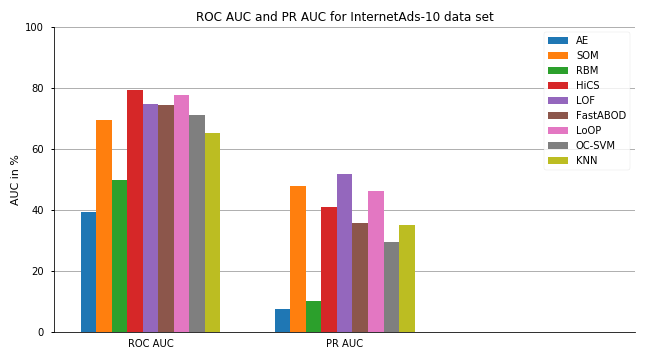 ROC AUC and PR AUC for InternetAds-10 data set
100
80
60
40
20
0
AUC in %
ROC AUC
PR AUC
AE
SOM
RBM
HiCS
LOF
FastABOD
LoOP
OC-SVM
KNN